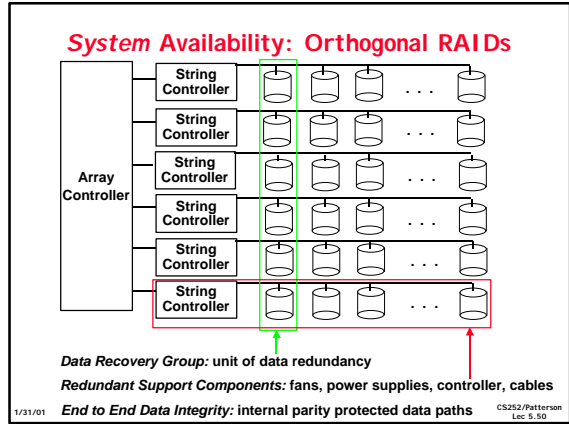 System Availability: Orthogonal RAIDs
Array
Controller
String
Controller
. . .
String
Controller
. . .
String
Controller
. . .
String
Controller
. . .
String
Controller
. . .
String
Controller
. . .
Data Recovery Group: unit of data redundancy
Redundant Support Components: fans, power supplies, controller, cables
End to End Data Integrity: internal parity protected data paths
1/31/01
CS252/Patterson
Lec 5.50